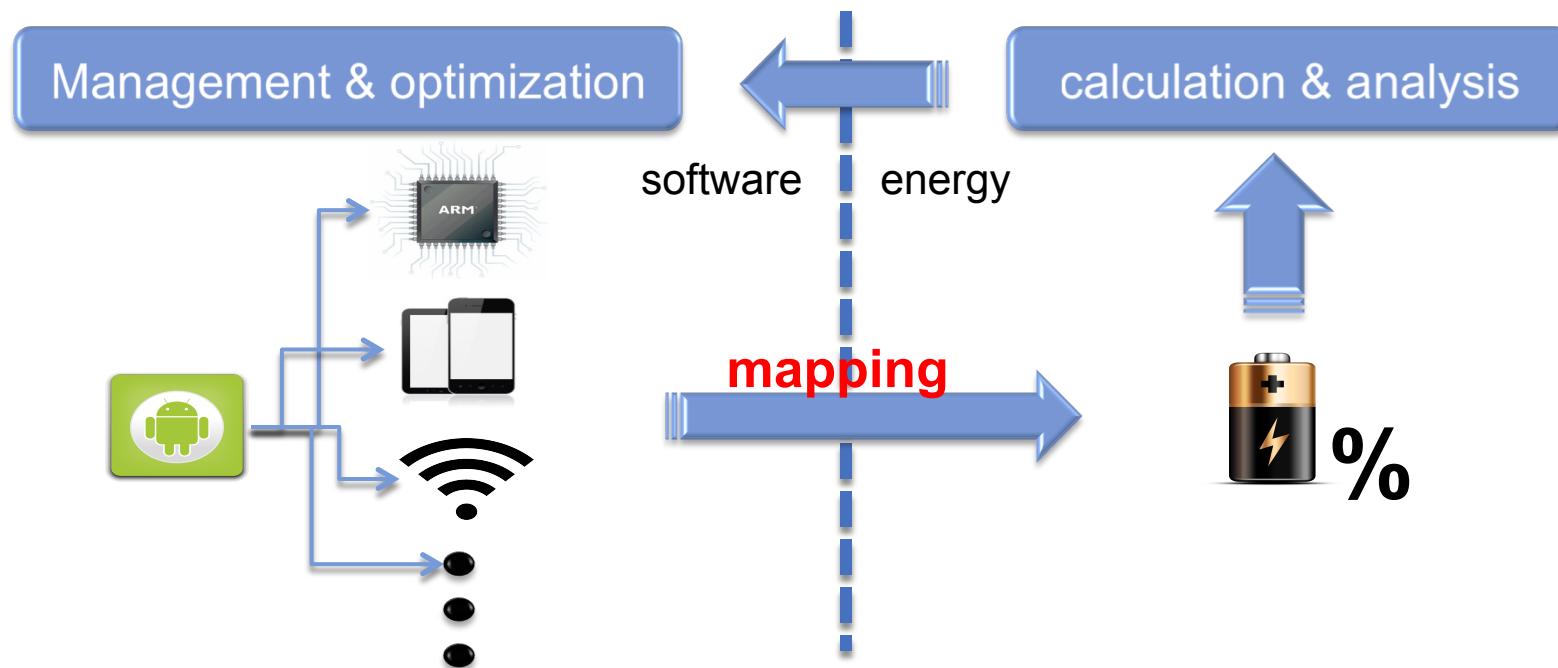 Management & optimization
calculation & analysis
software
energy
ARM
mapping
%